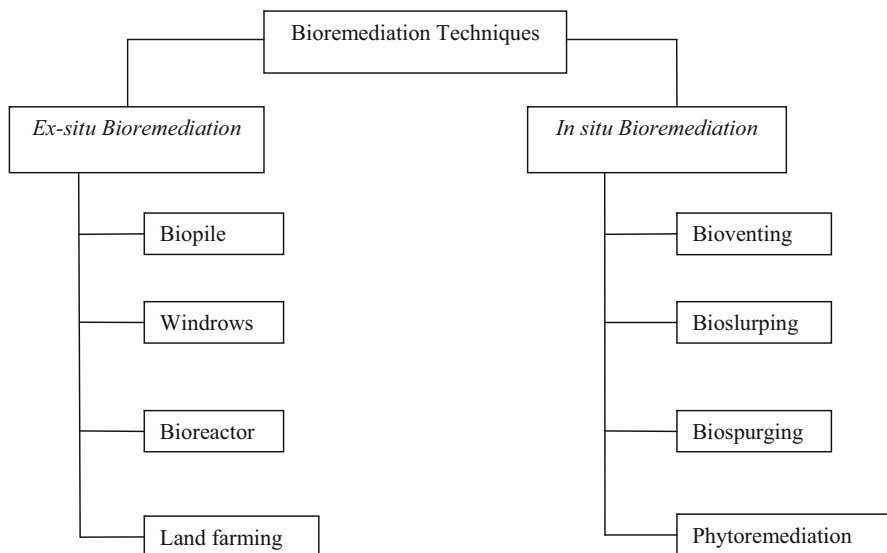 Bioremediation Techniques
Ex-situ Bioremediation
In situ Bioremediation
Biopile
Windrows
Bioreactor
Land farming
Bioventing
Bioslurping
Biospurging
Phytoremediation